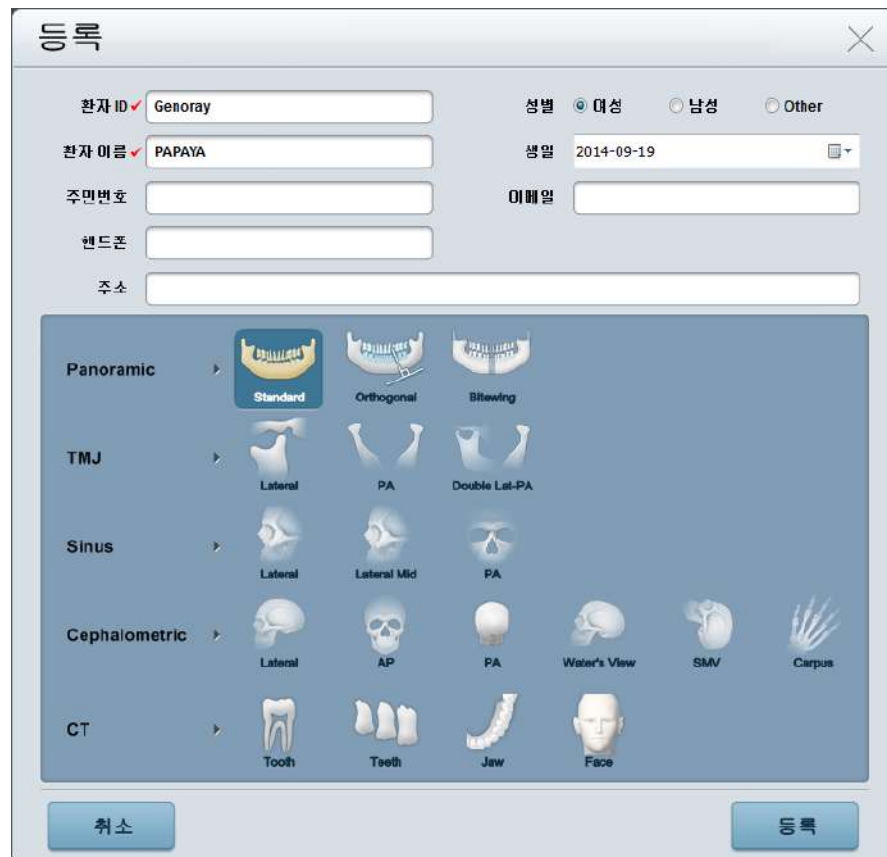 등록
환자 ID Genoray 성별 여성 남성 Other
환자 이름 PAPAYA 생일 2014-09-19
주민번호 이메일
핸드폰
주소
Panoramic Standard Orthogonal Bitewing
TMJ Lateral PA Double Lat-PA
Sinus Lateral Lateral Mid PA
Cephalometric Lateral AP PA Water's View SMV Carpus
CT Tooth Teeth Jaw Face
취소 등록